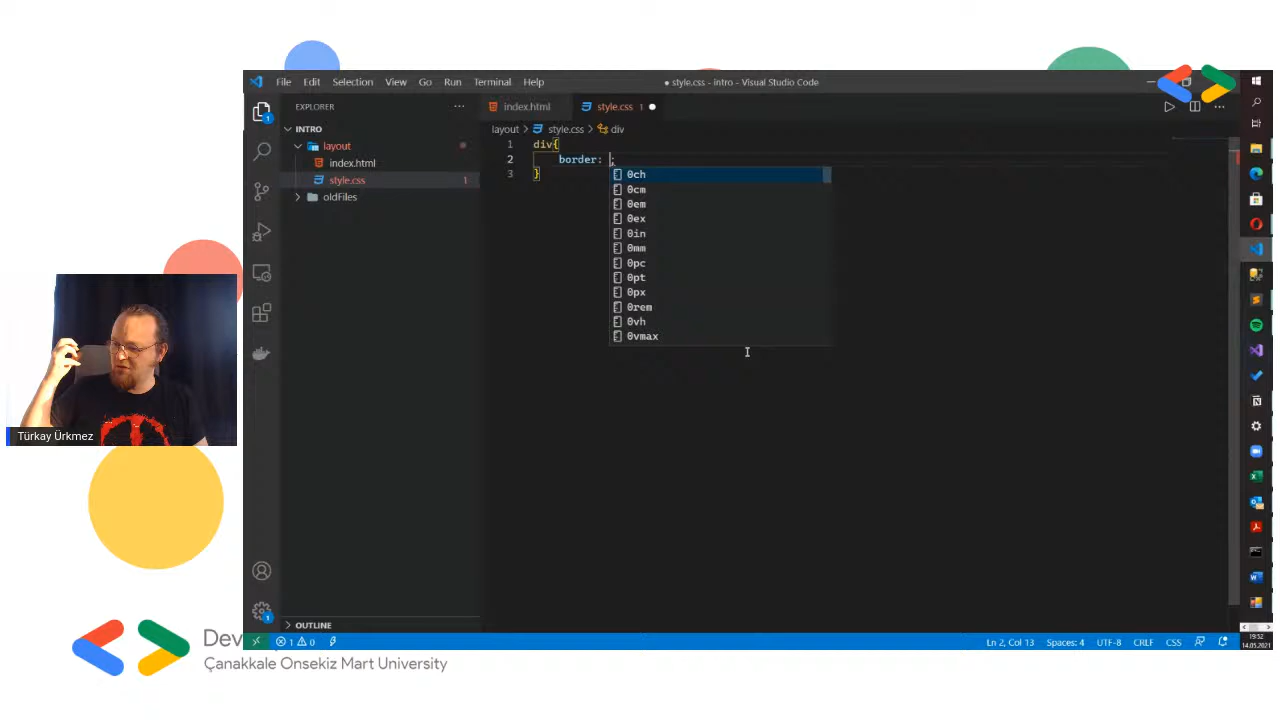 File Edit Selection View Go Run Terminal Help
● style.css - intro - Visual Studio Code
EXPLORER
index.html
style.css 1
INTRO
layout > style.css > div
layout
index.html
style.css 1
oldFiles
1 div{
2 border: ;
3 }
0ch
0cm
0em
0ex
0in
0mm
0pc
0pt
0px
0rem
0vh
0vmax
Türkay Ürkmez
OUTLINE
1 0
Ln 2, Col 13 Spaces: 4 UTF-8 CRLF CSS
19:52
14.05.2021
Dev
Çanakkale Onsekiz Mart University